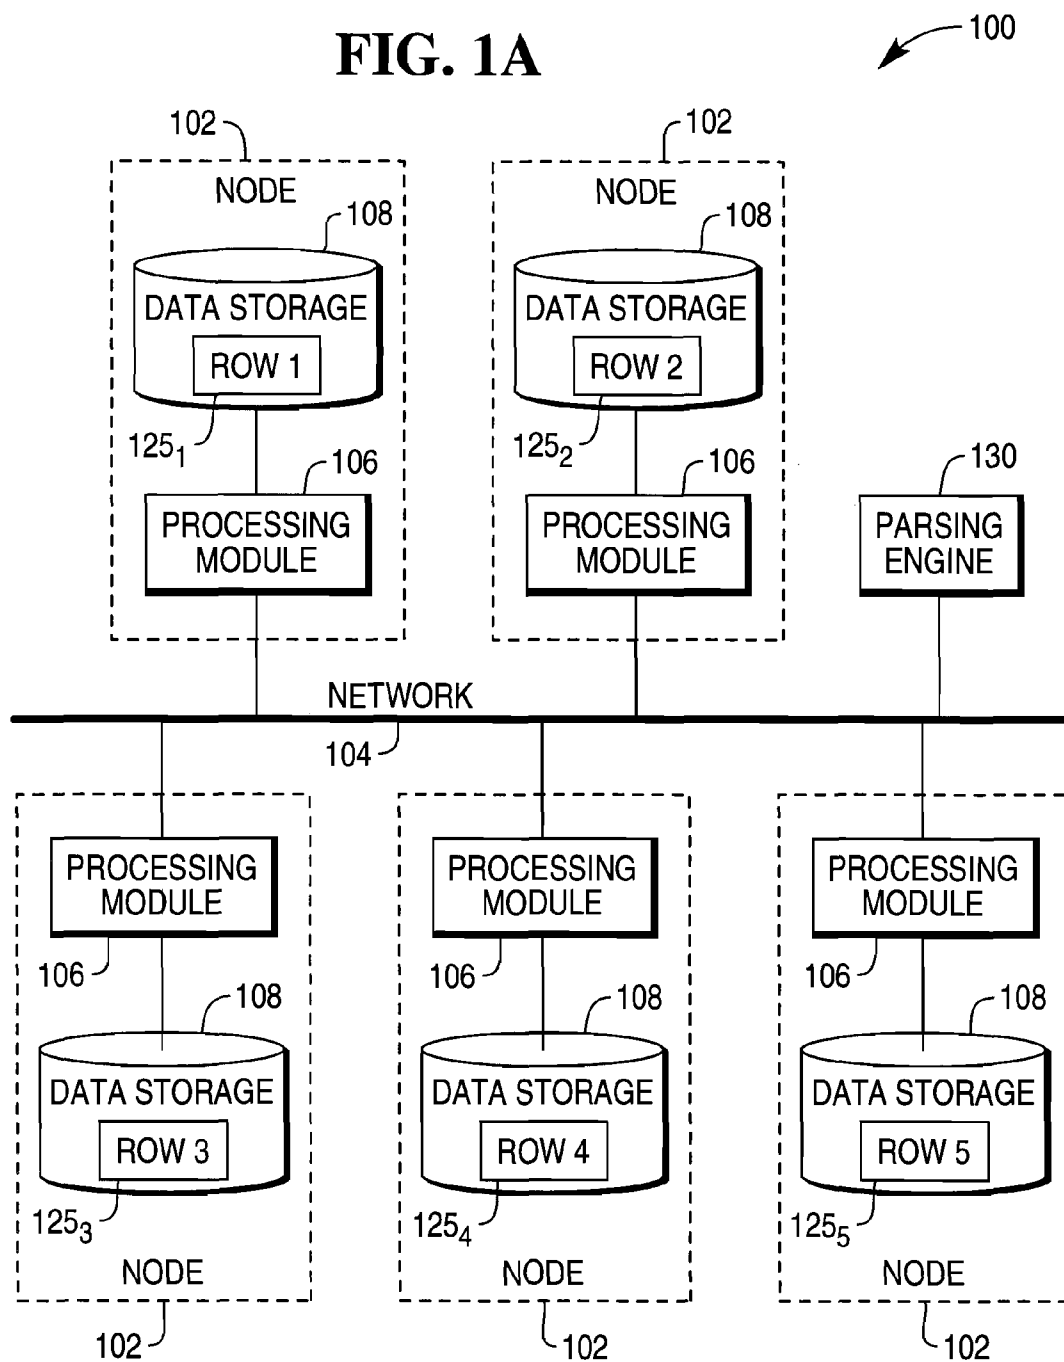 FIG. 1A
100
102
102
NODE
NODE
108
108
DATA STORAGE
DATA STORAGE
ROW 1
ROW 2
125₁
125₂
106
106
130
PROCESSING
MODULE
PROCESSING
MODULE
PARSING
ENGINE
NETWORK
104
PROCESSING
MODULE
PROCESSING
MODULE
PROCESSING
MODULE
106
106
106
108
108
108
DATA STORAGE
DATA STORAGE
DATA STORAGE
ROW 3
ROW 4
ROW 5
125₃
125₄
125₅
NODE
NODE
NODE
102
102
102